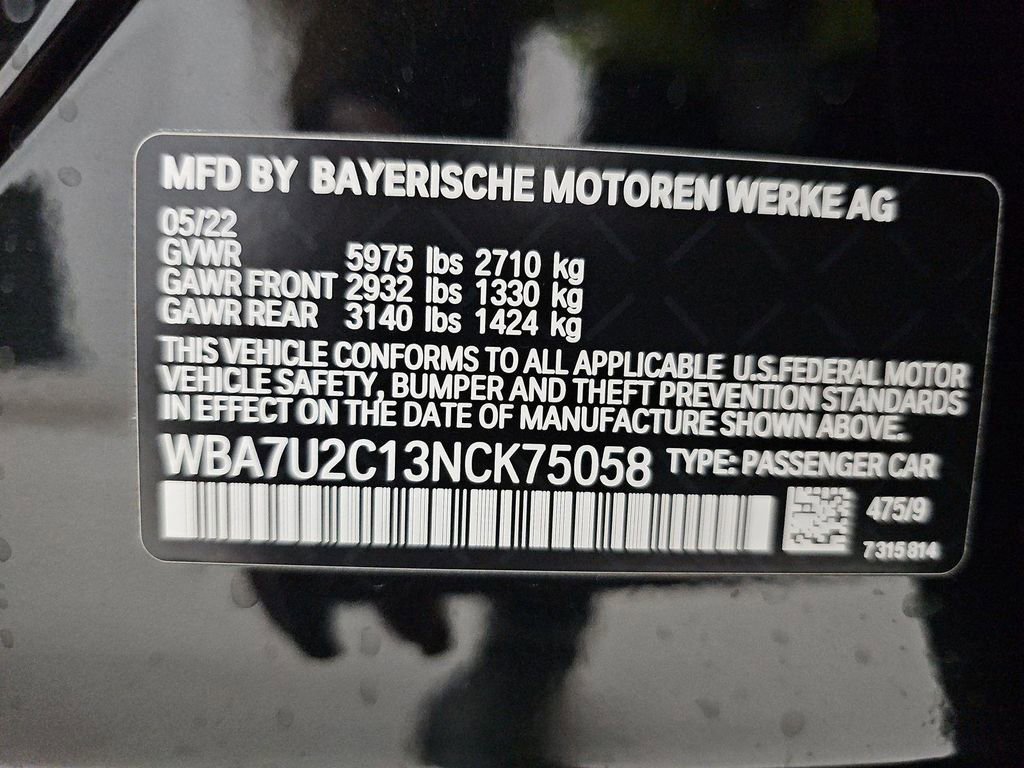 MFD BY BAYERISCHE MOTOREN WERKE AG
05/22
GVWR 5975 lbs 2710 kg
GAWR FRONT 2932 lbs 1330 kg
GAWR REAR 3140 lbs 1424 kg
THIS VEHICLE CONFORMS TO ALL APPLICABLE U.S.FEDERAL MOTOR
VEHICLE SAFETY, BUMPER AND THEFT PREVENTION STANDARDS
IN EFFECT ON THE DATE OF MANUFACTURE SHOWN ABOVE.
WBA7U2C13NCK75058 TYPE: PASSENGER CAR
475/9
7315814